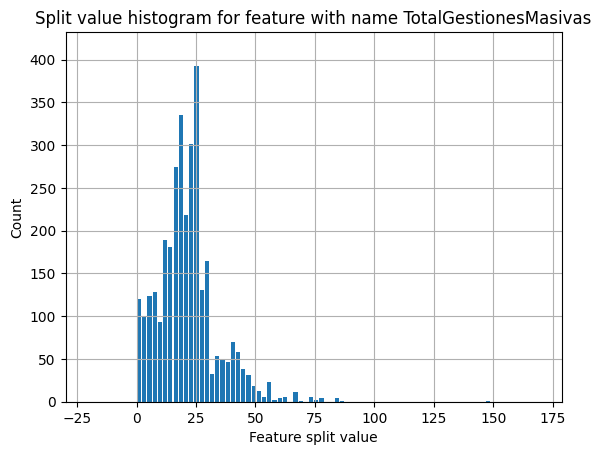 Split value histogram for feature with name TotalGestionesMasivas
400
350
300
250
200
150
100
50
0
Count
-25 0 25 50 75 100 125 150 175
Feature split value